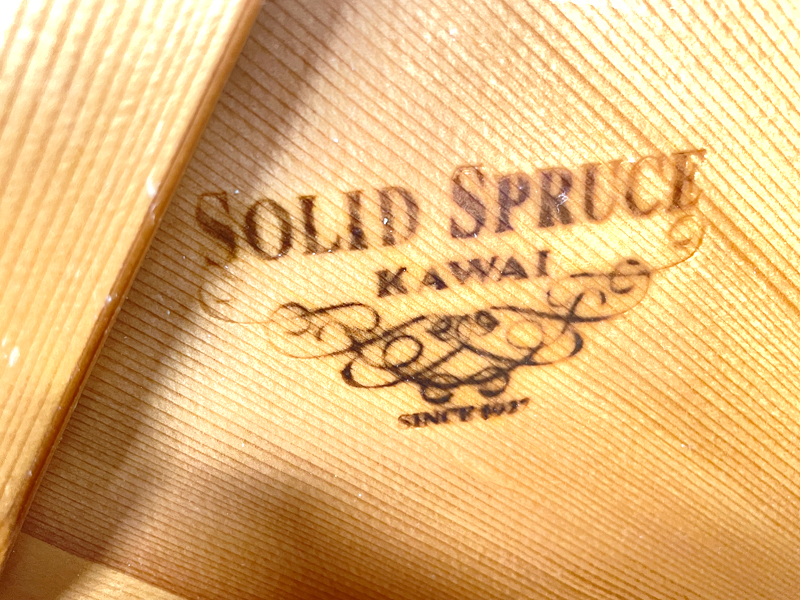 SOLID SPRUCE
KAWAI
SINCE 1927